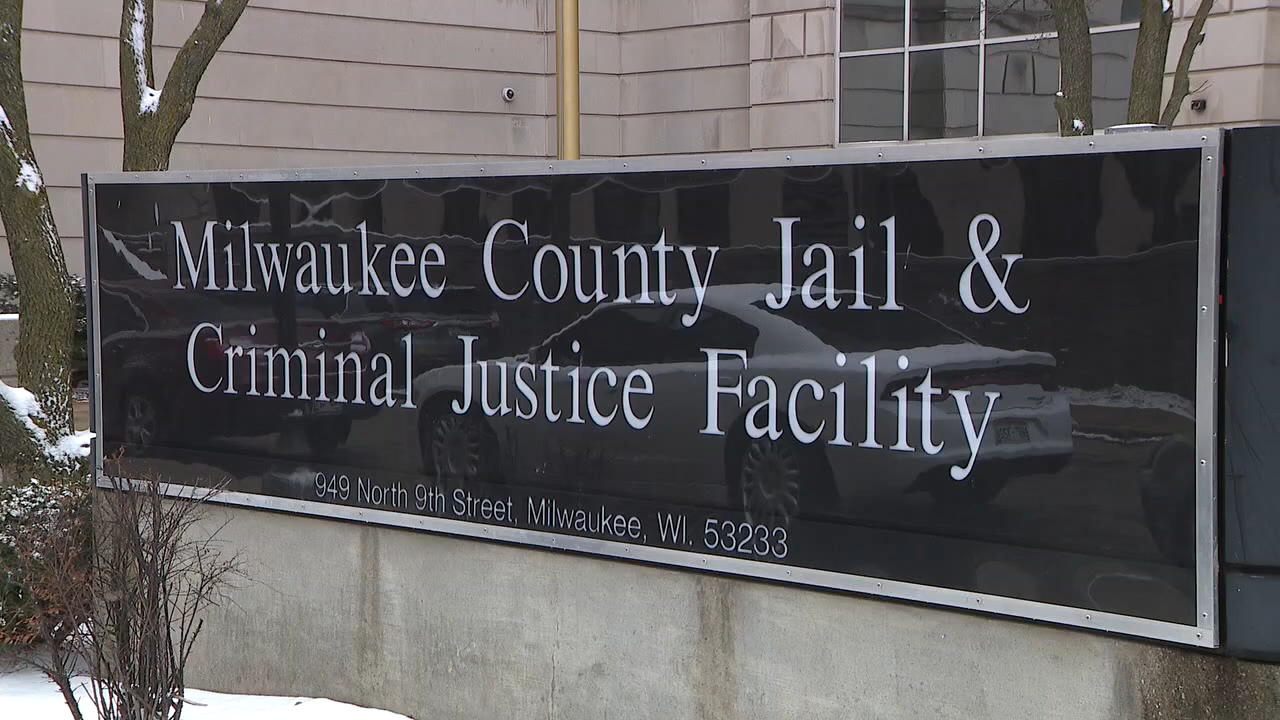 Milwaukee County Jail &
Criminal Justice Facility
949 North 9th Street, Milwaukee, WI. 53233